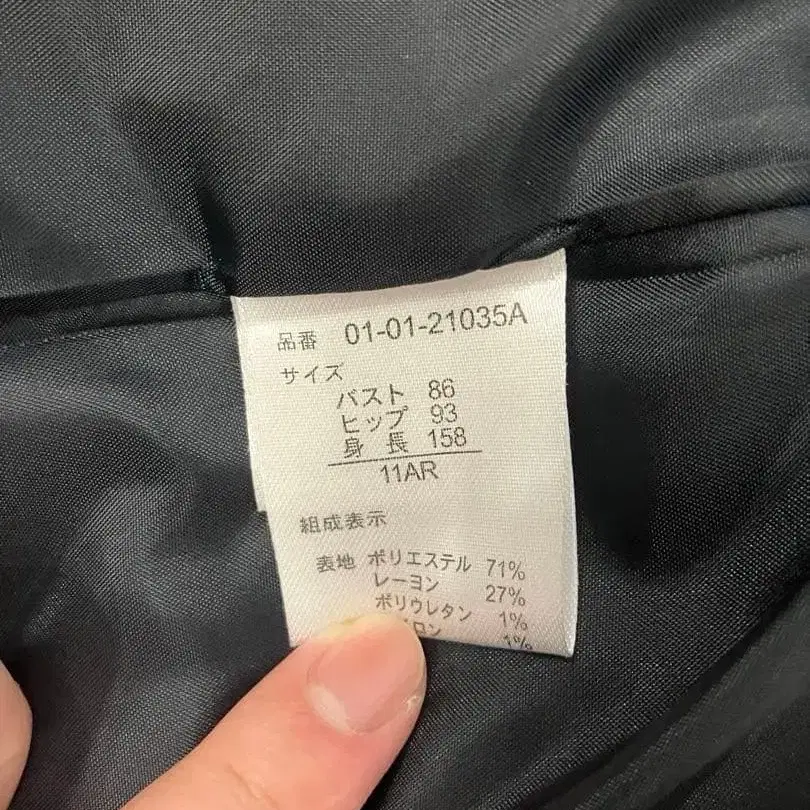 品番 01-01-21035A
サイズ
バスト 86
ヒップ 93
身長 158
11AR
組成表示
表地 ポリエステル 71%
レーヨン 27%
ポリウレタン 1%
1%